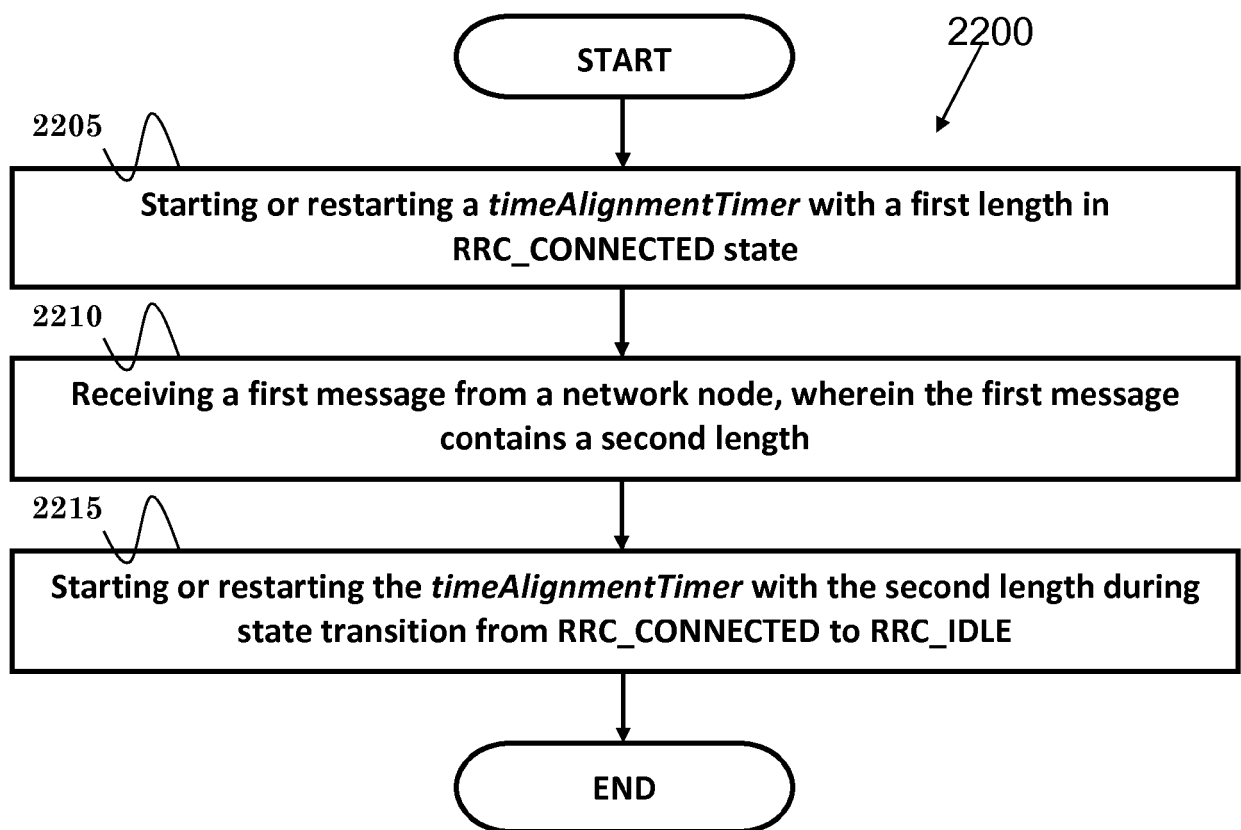 START
2200
2205
Starting or restarting a timeAlignmentTimer with a first length in
RRC_CONNECTED state
2210
Receiving a first message from a network node, wherein the first message
contains a second length
2215
Starting or restarting the timeAlignmentTimer with the second length during
state transition from RRC_CONNECTED to RRC_IDLE
END